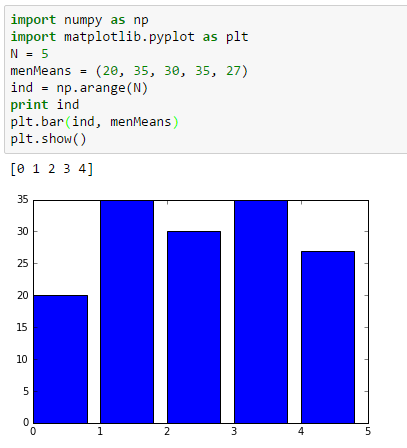 import numpy as np
import matplotlib.pyplot as plt
N = 5
menMeans = (20, 35, 30, 35, 27)
ind = np.arange(N)
print ind
plt.bar(ind, menMeans)
plt.show()
[0 1 2 3 4]
35
30
25
20
15
10
5
0
0 1 2 3 4 5